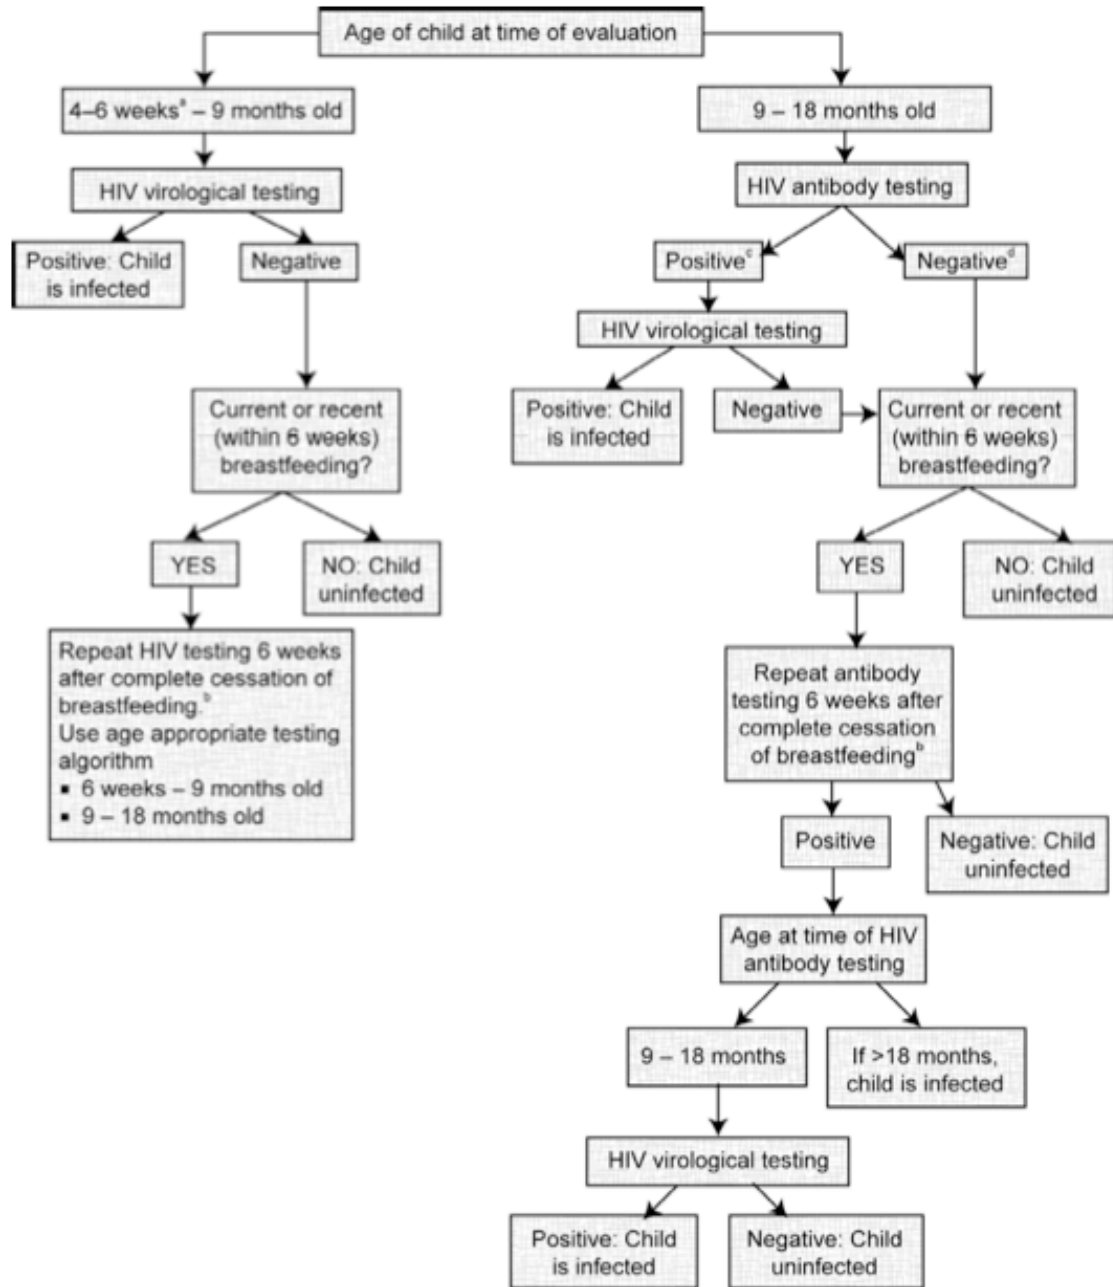 Age of child at time of evaluation
4–6 weeksᵃ – 9 months old
HIV virological testing
Positive: Child
is infected
Negative
Current or recent
(within 6 weeks)
breastfeeding?
YES
NO: Child
uninfected
Repeat HIV testing 6 weeks
after complete cessation of
breastfeeding.ᵇ
Use age appropriate testing
algorithm
▪ 6 weeks – 9 months old
▪ 9 – 18 months old
9 – 18 months old
HIV antibody testing
Positiveᶜ
Negativeᵈ
HIV virological testing
Positive: Child
is infected
Negative
Current or recent
(within 6 weeks)
breastfeeding?
YES
NO: Child
uninfected
Repeat antibody
testing 6 weeks after
complete cessation
of breastfeedingᵇ
Positive
Negative: Child
uninfected
Age at time of HIV
antibody testing
9 – 18 months
If >18 months,
child is infected
HIV virological testing
Positive: Child
is infected
Negative: Child
uninfected